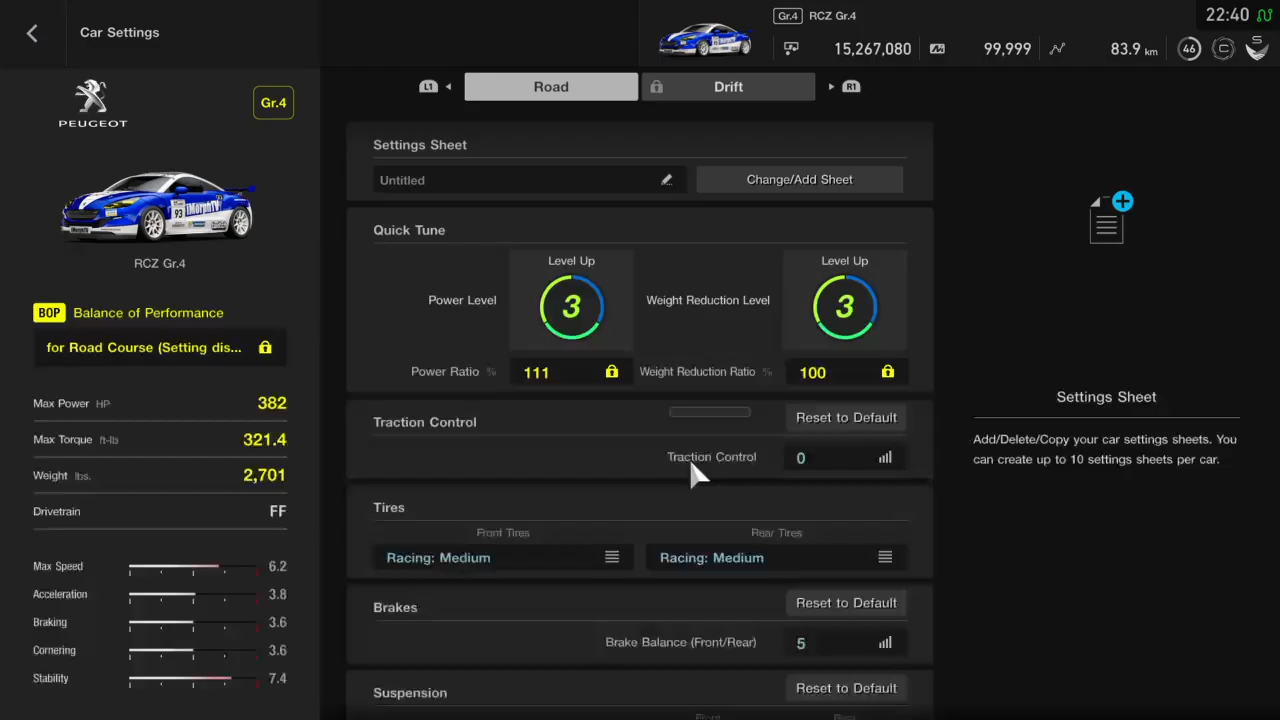 Car Settings
Gr.4 RCZ Gr.4
22:40
15,267,080 99,999 83.9 km 46 C S
L1 Road Drift R1
PEUGEOT
Gr.4
93 iMorphTV
RCZ Gr.4
BOP Balance of Performance
for Road Course (Setting dis...
Max Power HP 382
Max Torque ft-lb 321.4
Weight lbs. 2,701
Drivetrain FF
Max Speed 6.2
Acceleration 3.8
Braking 3.6
Cornering 3.6
Stability 7.4
Settings Sheet
Untitled Change/Add Sheet
Quick Tune
Level Up Level Up
Power Level 3 Weight Reduction Level 3
Power Ratio % 111 Weight Reduction Ratio % 100
Traction Control Reset to Default
Traction Control 0
Tires
Front Tires Rear Tires
Racing: Medium Racing: Medium
Brakes Reset to Default
Brake Balance (Front/Rear) 5
Suspension Reset to Default
Front Rear
Settings Sheet
Add/Delete/Copy your car settings sheets. You
can create up to 10 settings sheets per car.